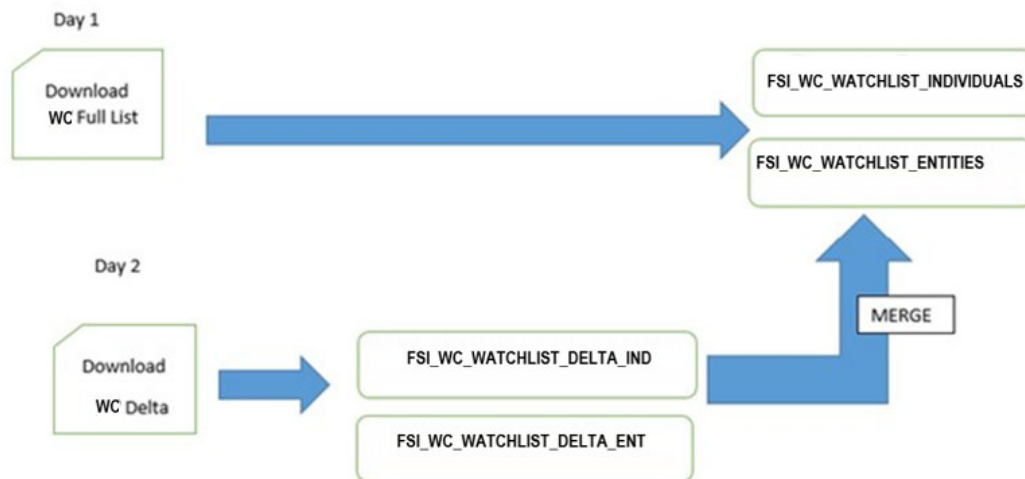 Day 1
Download
WC Full List
FSI_WC_WATCHLIST_INDIVIDUALS
FSI_WC_WATCHLIST_ENTITIES
Day 2
Download
WC Delta
FSI_WC_WATCHLIST_DELTA_IND
FSI_WC_WATCHLIST_DELTA_ENT
MERGE